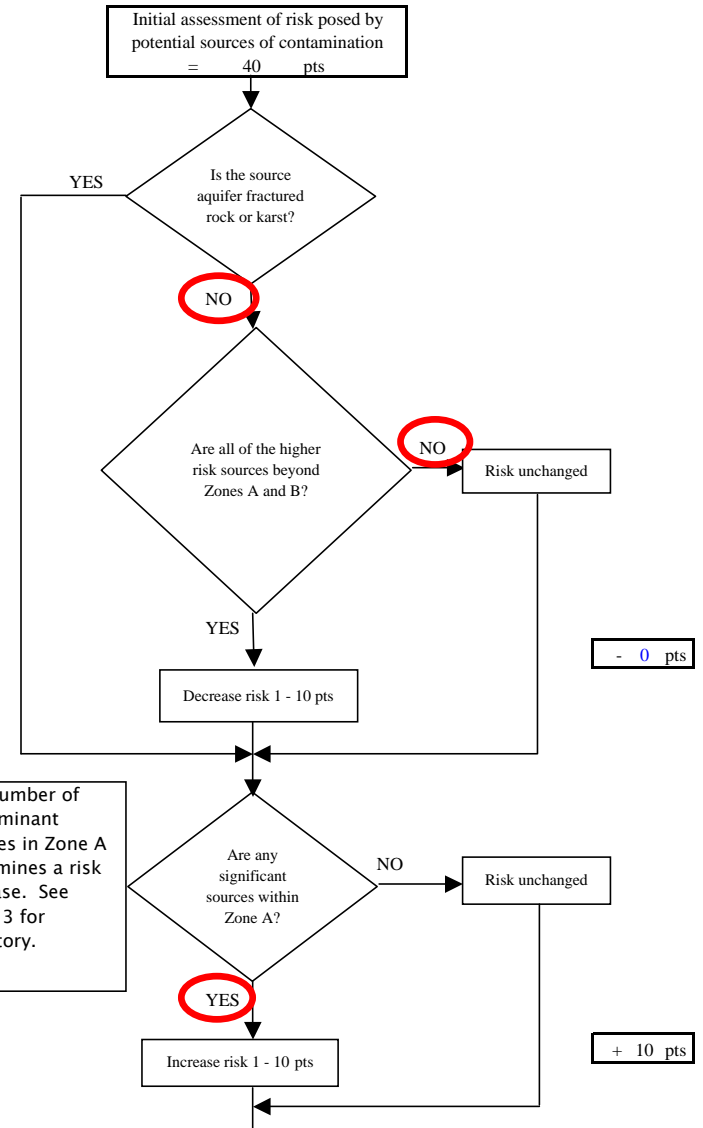 Initial assessment of risk posed by
potential sources of contamination
= 40 pts
YES
Is the source
aquifer fractured
rock or karst?
NO
Are all of the higher
risk sources beyond
Zones A and B?
NO
Risk unchanged
YES
- 0 pts
Decrease risk 1 - 10 pts
umber of
minant
es in Zone A
mines a risk
ase. See
3 for
tory.
Are any
significant
sources within
Zone A?
NO
Risk unchanged
YES
Increase risk 1 - 10 pts
+ 10 pts